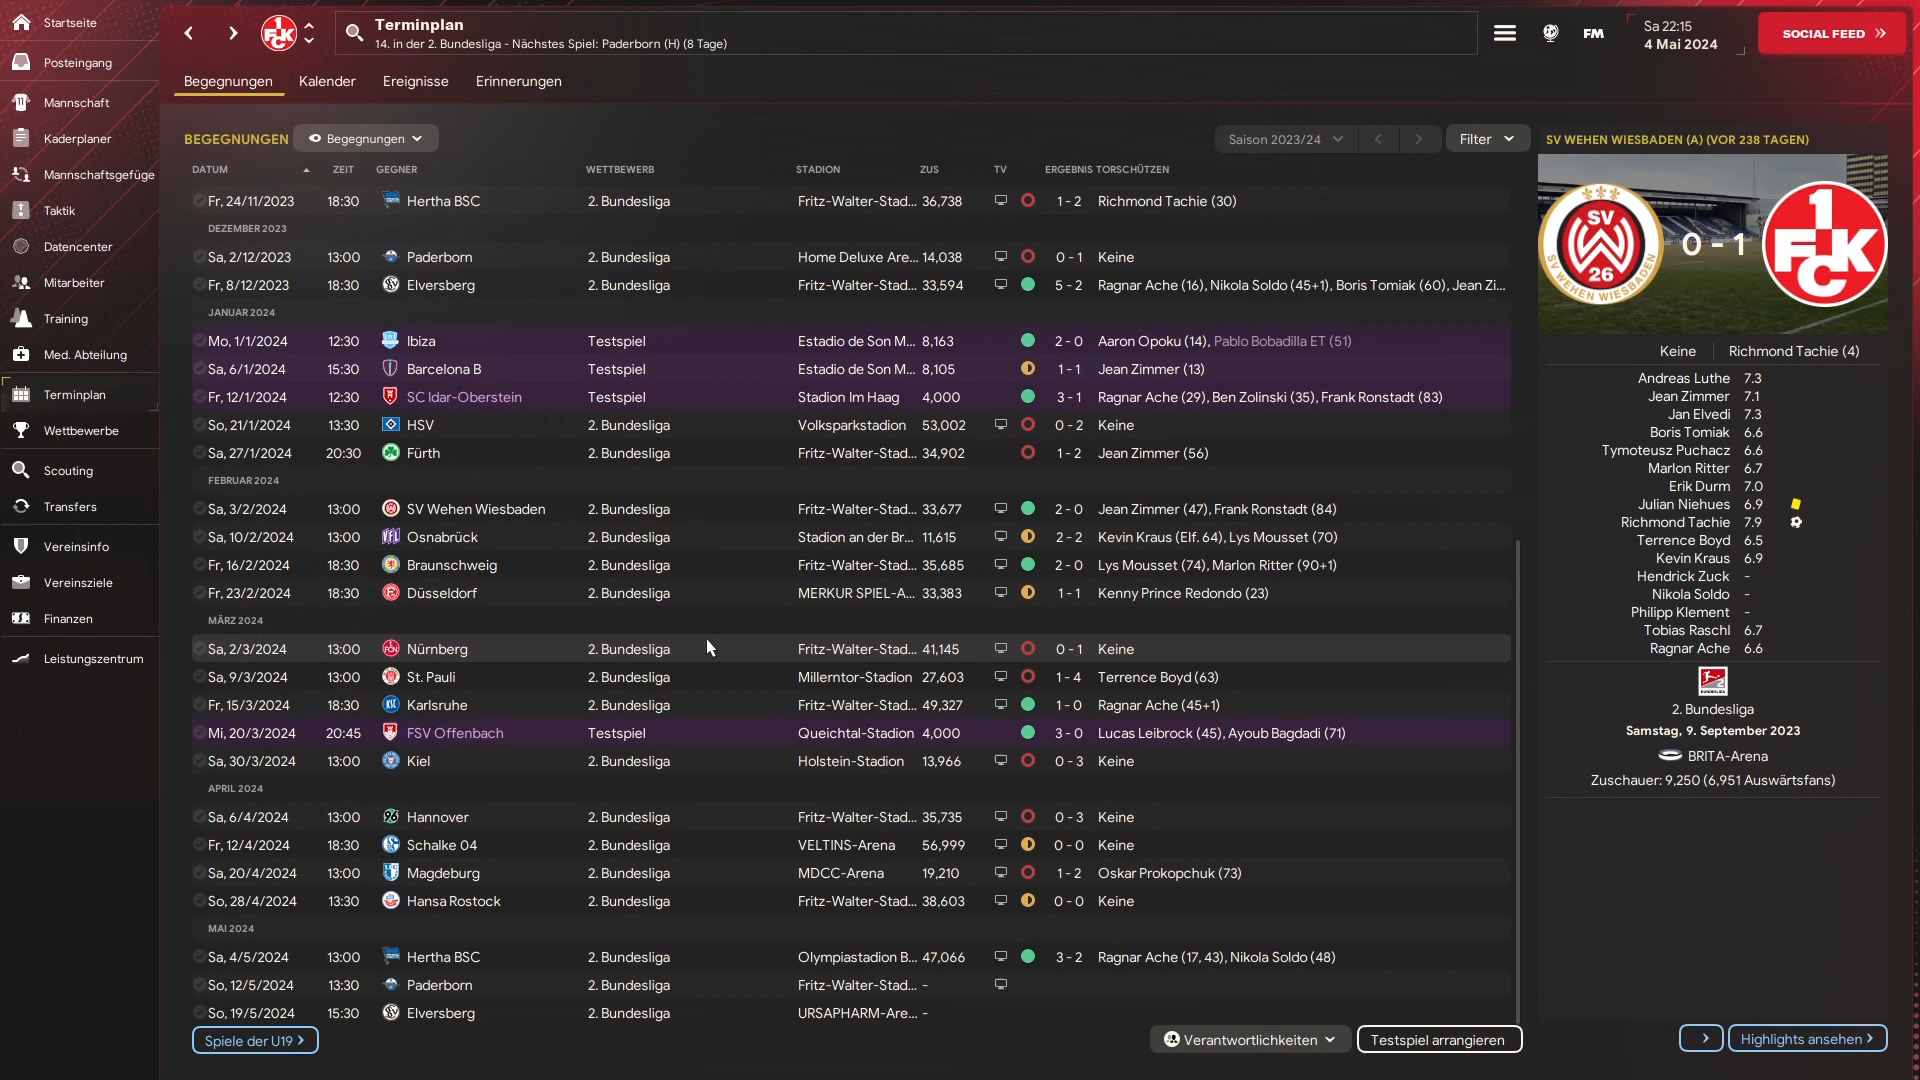 Startseite
Posteingang
Mannschaft
Kaderplaner
Mannschaftsgefüge
Taktik
Datencenter
Mitarbeiter
Training
Med. Abteilung
Terminplan
Wettbewerbe
Scouting
Transfers
Vereinsinfo
Vereinsziele
Finanzen
Leistungszentrum
Terminplan
14. in der 2. Bundesliga - Nächstes Spiel: Paderborn (H) (8 Tage)
FM
Sa 22:15
4 Mai 2024
SOCIAL FEED
Begegnungen Kalender Ereignisse Erinnerungen
BEGEGNUNGEN Begegnungen Saison 2023/24 Filter
DATUM ZEIT GEGNER WETTBEWERB STADION ZUS TV ERGEBNIS TORSCHÜTZEN
Fr, 24/11/2023 18:30 Hertha BSC 2. Bundesliga Fritz-Walter-Stad... 36,738 1 - 2 Richmond Tachie (30)
DEZEMBER 2023
Sa, 2/12/2023 13:00 Paderborn 2. Bundesliga Home Deluxe Are... 14,038 0 - 1 Keine
Fr, 8/12/2023 18:30 Elversberg 2. Bundesliga Fritz-Walter-Stad... 33,594 5 - 2 Ragnar Ache (16), Nikola Soldo (45+1), Boris Tomiak (60), Jean Zi...
JANUAR 2024
Mo, 1/1/2024 12:30 Ibiza Testspiel Estadio de Son M... 8,163 2 - 0 Aaron Opoku (14), Pablo Bobadilla ET (51)
Sa, 6/1/2024 15:30 Barcelona B Testspiel Estadio de Son M... 8,105 1 - 1 Jean Zimmer (13)
Fr, 12/1/2024 12:30 SC Idar-Oberstein Testspiel Stadion Im Haag 4,000 3 - 1 Ragnar Ache (29), Ben Zolinski (35), Frank Ronstadt (83)
So, 21/1/2024 13:30 HSV 2. Bundesliga Volksparkstadion 53,002 0 - 2 Keine
Sa, 27/1/2024 20:30 Fürth 2. Bundesliga Fritz-Walter-Stad... 34,902 1 - 2 Jean Zimmer (56)
FEBRUAR 2024
Sa, 3/2/2024 13:00 SV Wehen Wiesbaden 2. Bundesliga Fritz-Walter-Stad... 33,677 2 - 0 Jean Zimmer (47), Frank Ronstadt (84)
Sa, 10/2/2024 13:00 Osnabrück 2. Bundesliga Stadion an der Br... 11,615 2 - 2 Kevin Kraus (Elf. 64), Lys Mousset (70)
Fr, 16/2/2024 18:30 Braunschweig 2. Bundesliga Fritz-Walter-Stad... 35,685 2 - 0 Lys Mousset (74), Marlon Ritter (90+1)
Fr, 23/2/2024 18:30 Düsseldorf 2. Bundesliga MERKUR SPIEL-A... 33,383 1 - 1 Kenny Prince Redondo (23)
MÄRZ 2024
Sa, 2/3/2024 13:00 Nürnberg 2. Bundesliga Fritz-Walter-Stad... 41,145 0 - 1 Keine
Sa, 9/3/2024 13:00 St. Pauli 2. Bundesliga Millerntor-Stadion 27,603 1 - 4 Terrence Boyd (63)
Fr, 15/3/2024 18:30 Karlsruhe 2. Bundesliga Fritz-Walter-Stad... 49,327 1 - 0 Ragnar Ache (45+1)
Mi, 20/3/2024 20:45 FSV Offenbach Testspiel Queichtal-Stadion 4,000 3 - 0 Lucas Leibrock (45), Ayoub Bagdadi (71)
Sa, 30/3/2024 13:00 Kiel 2. Bundesliga Holstein-Stadion 13,966 0 - 3 Keine
APRIL 2024
Sa, 6/4/2024 13:00 Hannover 2. Bundesliga Fritz-Walter-Stad... 35,735 0 - 3 Keine
Fr, 12/4/2024 18:30 Schalke 04 2. Bundesliga VELTINS-Arena 56,999 0 - 0 Keine
Sa, 20/4/2024 13:00 Magdeburg 2. Bundesliga MDCC-Arena 19,210 1 - 2 Oskar Prokopchuk (73)
So, 28/4/2024 13:30 Hansa Rostock 2. Bundesliga Fritz-Walter-Stad... 38,603 0 - 0 Keine
MAI 2024
Sa, 4/5/2024 13:00 Hertha BSC 2. Bundesliga Olympiastadion B... 47,066 3 - 2 Ragnar Ache (17, 43), Nikola Soldo (48)
So, 12/5/2024 13:30 Paderborn 2. Bundesliga Fritz-Walter-Stad... -
So, 19/5/2024 15:30 Elversberg 2. Bundesliga URSAPHARM-Are... -
Spiele der U19 Verantwortlichkeiten Testspiel arrangieren
SV WEHEN WIESBADEN (A) (VOR 238 TAGEN)
SV
26
SV WEHEN WIESBADEN
0 - 1
1
FCK
Keine Richmond Tachie (4)
Andreas Luthe 7.3
Jean Zimmer 7.1
Jan Elvedi 7.3
Boris Tomiak 6.6
Tymoteusz Puchacz 6.6
Marlon Ritter 6.7
Erik Durm 7.0
Julian Niehues 6.9
Richmond Tachie 7.9
Terrence Boyd 6.5
Kevin Kraus 6.9
Hendrick Zuck -
Nikola Soldo -
Philipp Klement -
Tobias Raschl 6.7
Ragnar Ache 6.6
2
BUNDESLIGA
2. Bundesliga
Samstag, 9. September 2023
BRITA-Arena
Zuschauer: 9,250 (6,951 Auswärtsfans)
Highlights ansehen